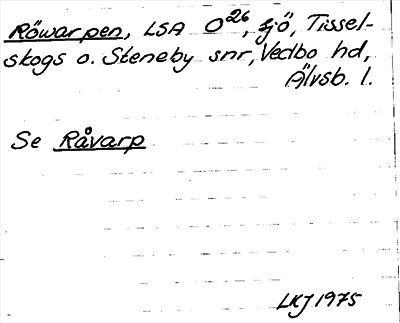 Röwarpen, LSA O²⁶, sjö, Tissel-
skogs o. Steneby snr, Vedbo hd,
Älvsb. l.
Se Råvarp
LKJ 1975